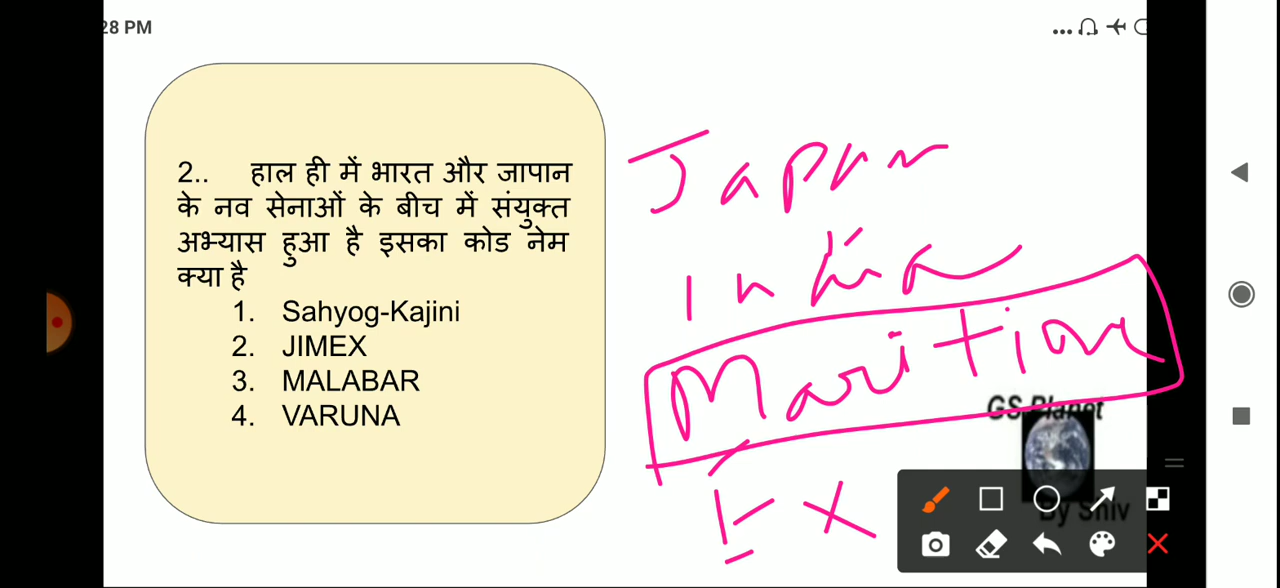 28 PM
2.. हाल ही में भारत और जापान
के नव सेनाओं के बीच में संयुक्त
अभ्यास हुआ है इसका कोड नेम
क्या है
1. Sahyog-Kajini
2. JIMEX
3. MALABAR
4. VARUNA
Japan
India
Maritime
Ex
GS Planet
By Shiv